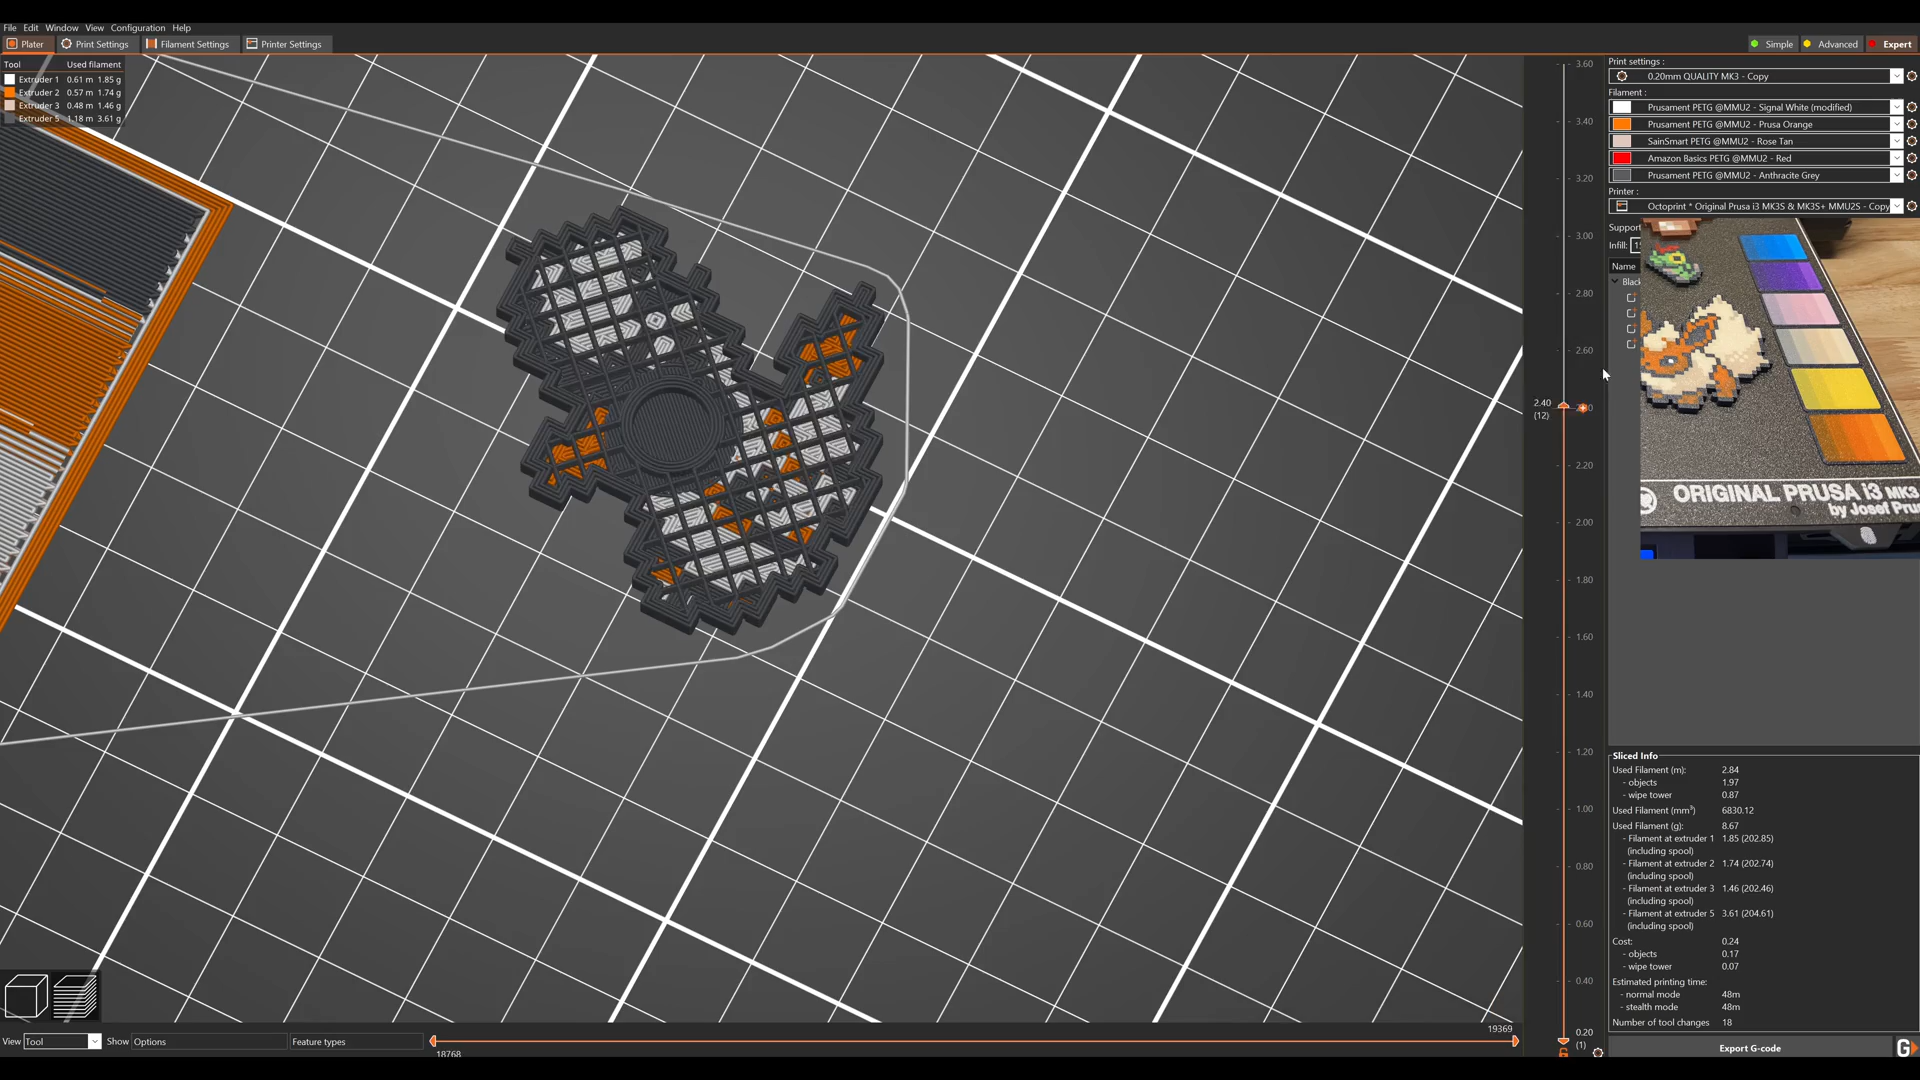 File Edit Window View Configuration Help
Plater Print Settings Filament Settings Printer Settings
Simple Advanced Expert
Tool Used filament
Extruder 1 0.61 m 1.85 g
Extruder 2 0.57 m 1.74 g
Extruder 3 0.48 m 1.46 g
Extruder 5 1.18 m 3.61 g
3.60
3.40
3.20
3.00
2.80
2.60
2.40
(12)
2.20
2.00
1.80
1.60
1.40
1.20
1.00
0.80
0.60
0.40
0.20
(1)
Print settings :
0.20mm QUALITY MK3 - Copy
Filament :
Prusament PETG @MMU2 - Signal White (modified)
Prusament PETG @MMU2 - Prusa Orange
SainSmart PETG @MMU2 - Rose Tan
Amazon Basics PETG @MMU2 - Red
Prusament PETG @MMU2 - Anthracite Grey
Printer :
Octoprint * Original Prusa i3 MK3S & MK3S+ MMU2S - Copy
Infill:
Name
ORIGINAL PRUSA i3 MK3
by Josef
Sliced Info
Used Filament (m): 2.84
- objects 1.97
- wipe tower 0.87
Used Filament (mm³) 6830.12
Used Filament (g): 8.67
- Filament at extruder 1 1.85 (202.85)
(including spool)
- Filament at extruder 2 1.74 (202.74)
(including spool)
- Filament at extruder 3 1.46 (202.46)
(including spool)
- Filament at extruder 5 3.61 (204.61)
(including spool)
Cost: 0.24
- objects 0.17
- wipe tower 0.07
Estimated printing time:
- normal mode 48m
- stealth mode 48m
Number of tool changes 18
Export G-code G
View Tool Show Options Feature types
19369
18768